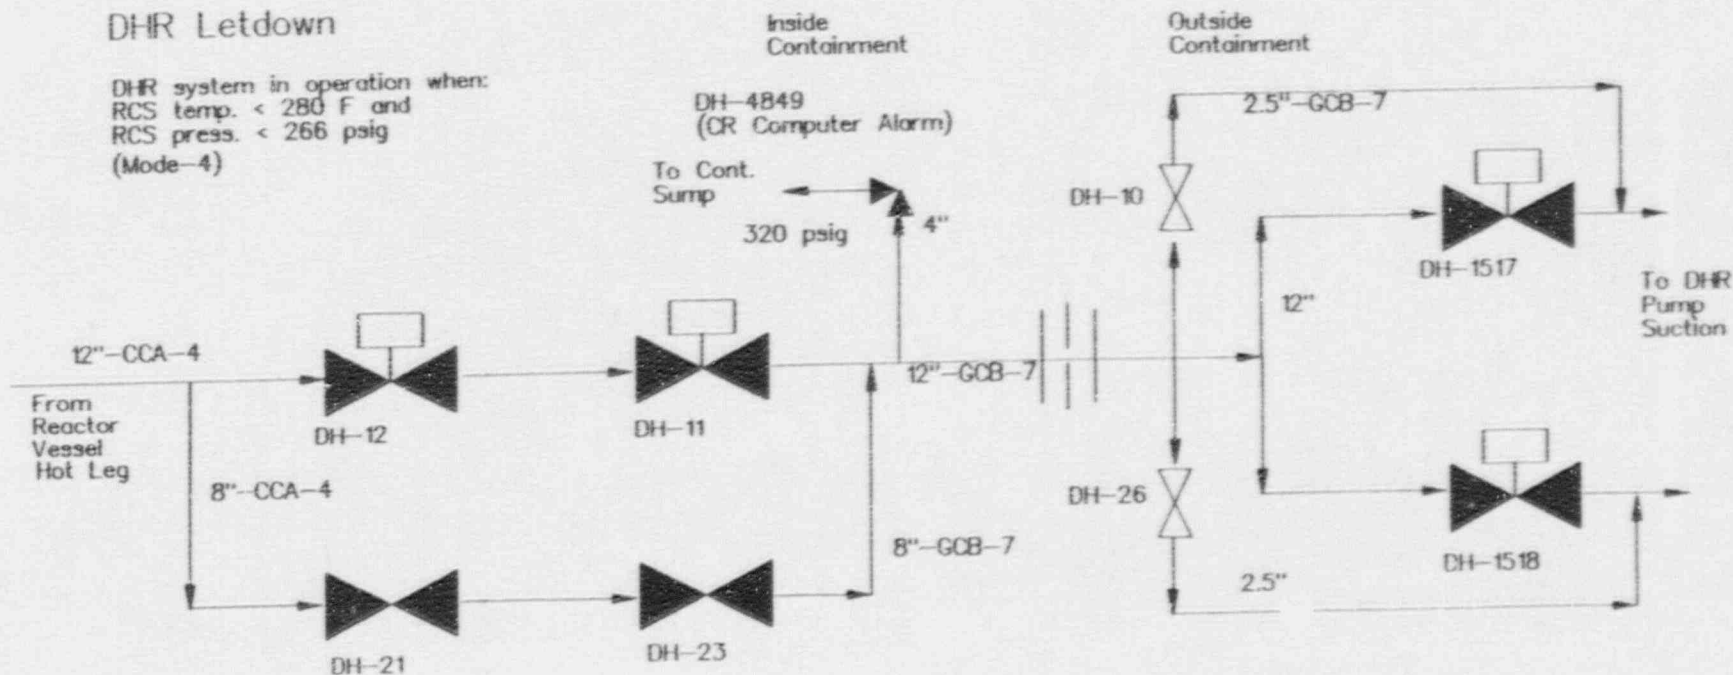 DHR Letdown
DHR system in operation when:
RCS temp. < 280 F and
RCS press. < 266 psig
(Mode-4)
Inside
Containment
Outside
Containment
DH-4849
(CR Computer Alarm)
To Cont.
Sump
320 psig
4"
2.5"-GCB-7
DH-10
DH-1517
To DHR
Pump
Suction
12"
12"-CCA-4
From
Reactor
Vessel
Hot Leg
DH-12
DH-11
12"-GCB-7
8"-CCA-4
8"-GCB-7
DH-26
DH-1518
2.5"
DH-21
DH-23